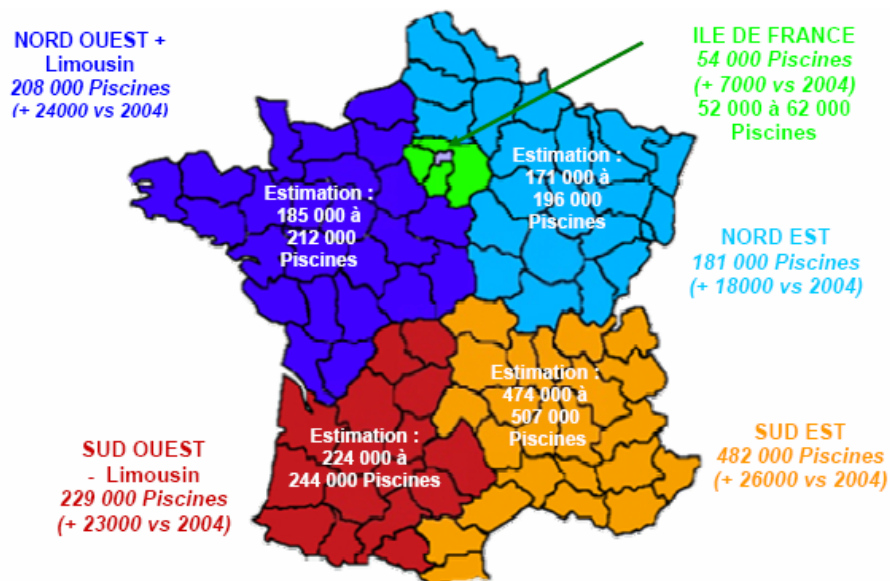 NORD OUEST +
Limousin
208 000 Piscines
(+ 24000 vs 2004)
ILE DE FRANCE
54 000 Piscines
(+ 7000 vs 2004)
52 000 à 62 000
Piscines
Estimation :
185 000 à
212 000
Piscines
Estimation :
171 000 à
196 000
Piscines
NORD EST
181 000 Piscines
(+ 18000 vs 2004)
Estimation :
474 000 à
507 000
Piscines
SUD OUEST
- Limousin
229 000 Piscines
(+ 23000 vs 2004)
Estimation :
224 000 à
244 000 Piscines
SUD EST
482 000 Piscines
(+ 26000 vs 2004)